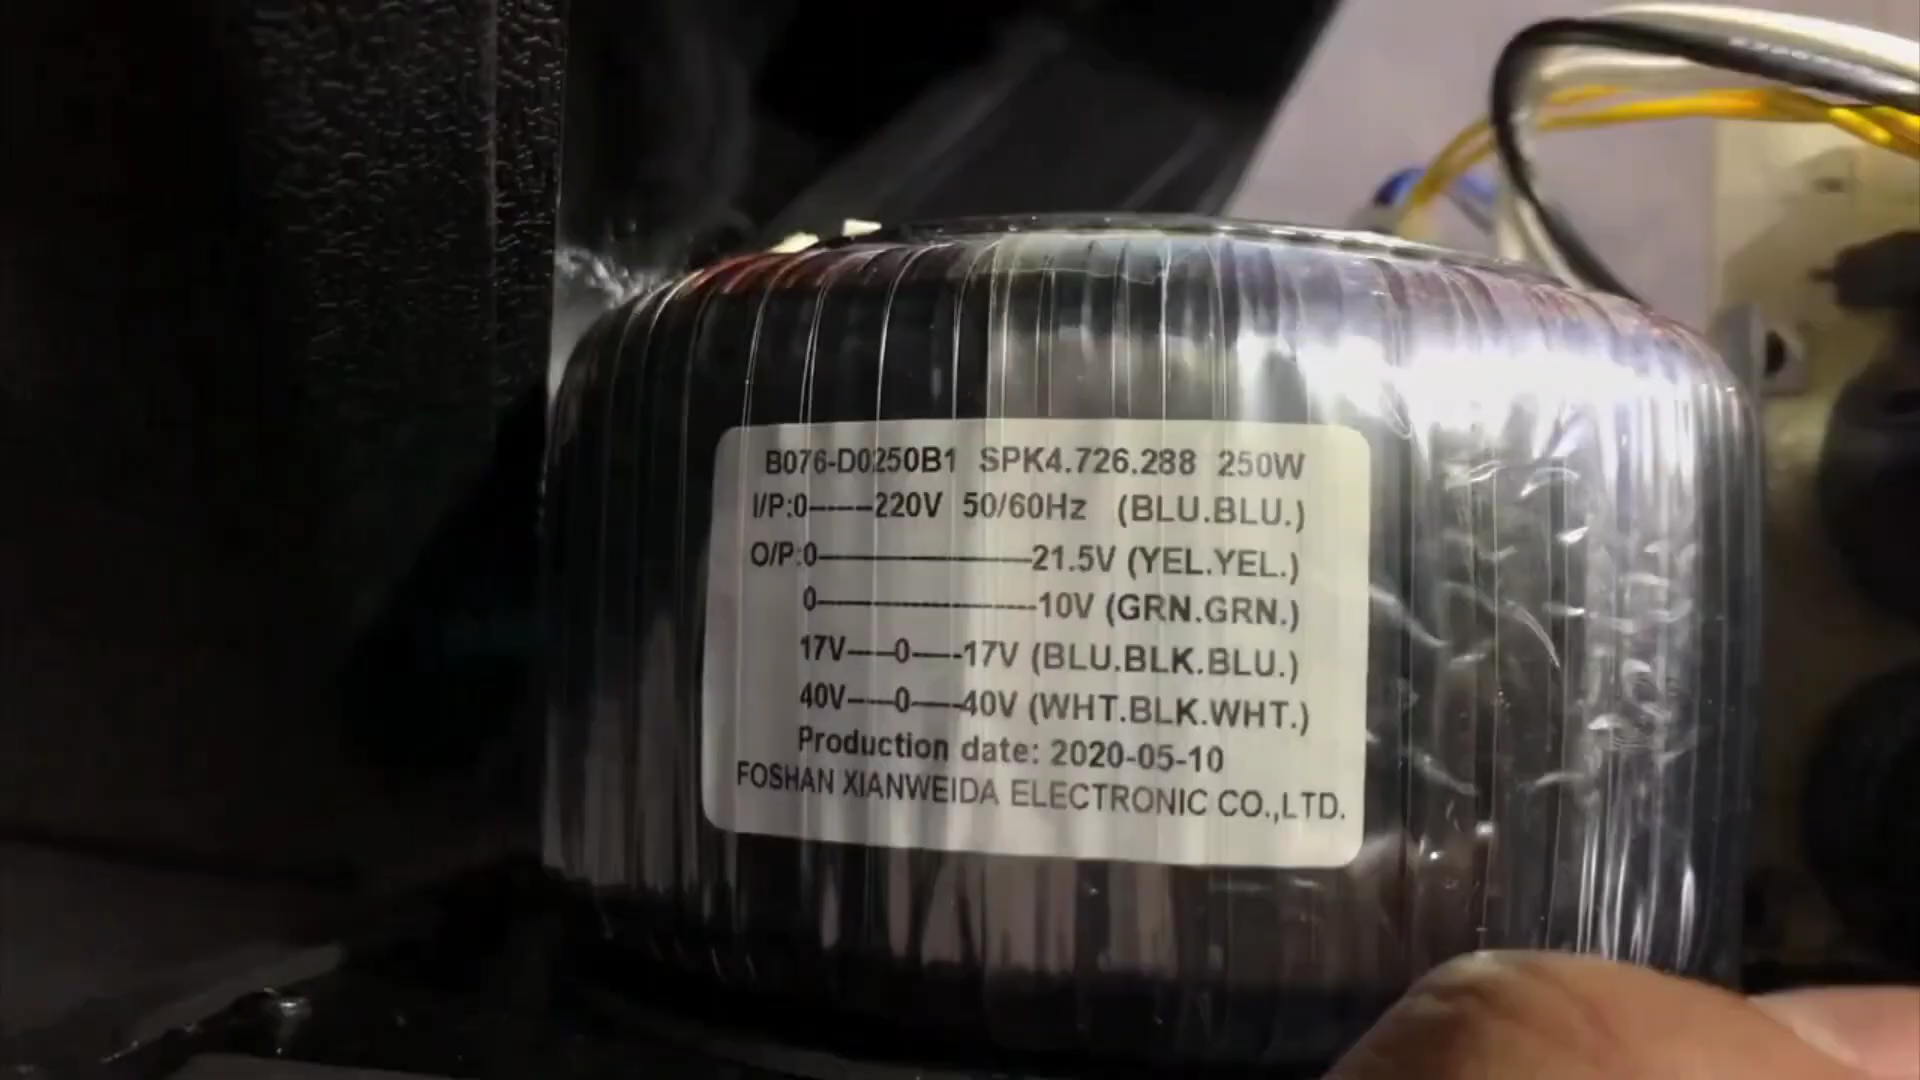 B076-D0250B1 SPK4.726.288 250W
I/P:0-----220V 50/60Hz (BLU.BLU.)
O/P:0-----------------21.5V (YEL.YEL.)
0-----------------10V (GRN.GRN.)
17V----0----17V (BLU.BLK.BLU.)
40V----0----40V (WHT.BLK.WHT.)
Production date: 2020-05-10
FOSHAN XIANWEIDA ELECTRONIC CO.,LTD.